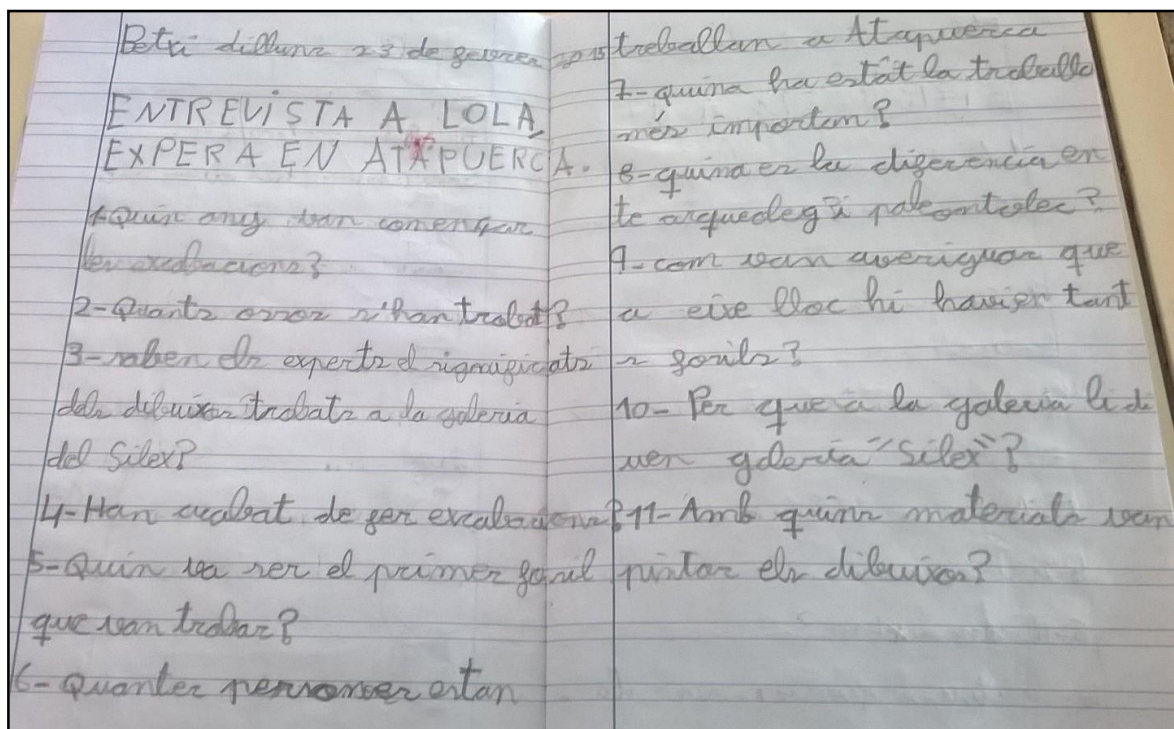 Petri dillunz 23 de febrer 2015
ENTREVISTA A LOLA,
EXPERA EN ATAPUERCA.
1-Quin any van començar
les excabacions?
2-Quants ossos s'han trobat?
3-saben els experts el significats
dels dibuixos trobats a la galeria
del Silex?
4-Han acabat de fer excabacions?
5-Quin va ser el primer fosil
que van trobar?
6-Quantes persones estan
treballan a Atapuerca
7-quina ha estat la troballa
més importan?
8-quina es la diferencia en
te arqueoleg i paleontolec?
9-com van averiguar que
a eixe lloc hi havien tant
s fosils?
10-Per que a la galeria li di
uen galeria "Silex"?
11-Amb quins materials van
pintar els dibuixos?